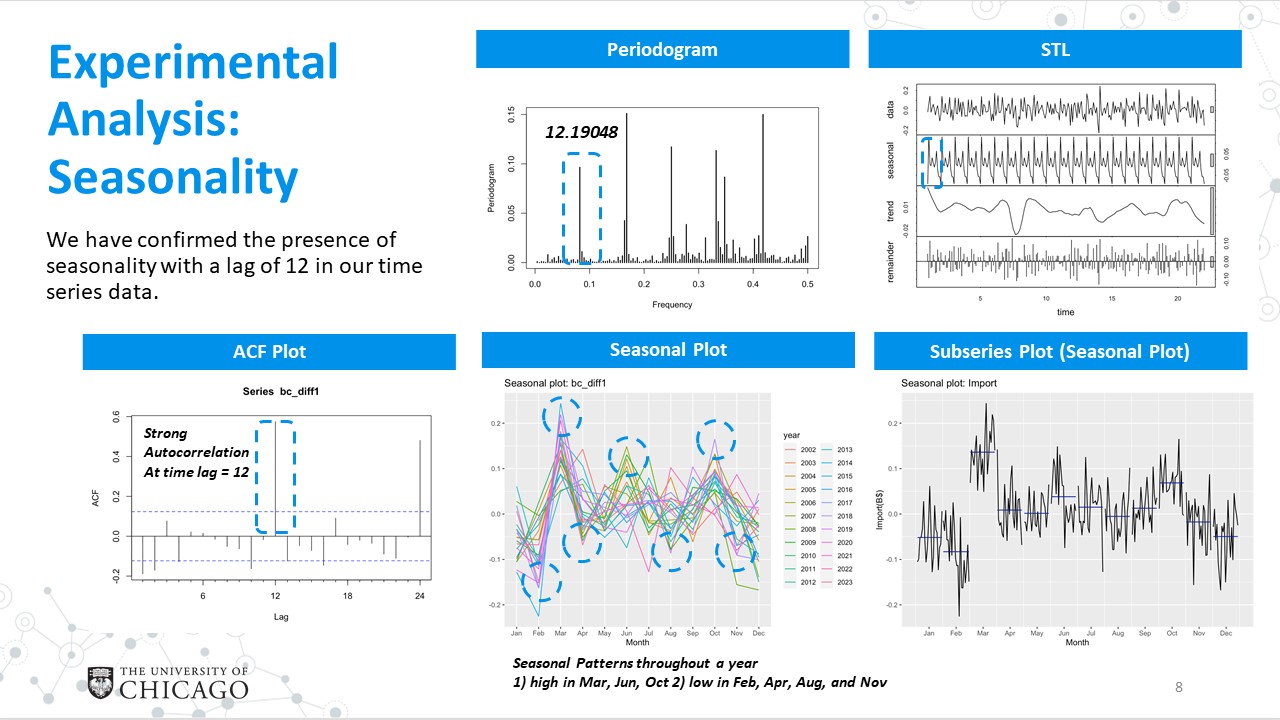 Experimental
Analysis:
Seasonality
We have confirmed the presence of
seasonality with a lag of 12 in our time
series data.
Periodogram
12.19048
Periodogram
0.00
0.05
0.10
0.15
0.0 0.1 0.2 0.3 0.4 0.5
Frequency
STL
data
-0.2 0.0 0.2
seasonal
-0.05 0.05
trend
-0.02 0.01
remainder
-0.10 0.00 0.10
5 10 15 20
time
ACF Plot
Series bc_diff1
Strong
Autocorrelation
At time lag = 12
ACF
0.6
0.4
0.2
0.0
-0.2
6 12 18 24
Lag
Seasonal Plot
Seasonal plot: bc_diff1
0.2
0.1
0.0
-0.1
-0.2
Jan Feb Mar Apr May Jun Jul Aug Sep Oct Nov Dec
Month
year
2002 2013
2003 2014
2004 2015
2005 2016
2006 2017
2007 2018
2008 2019
2009 2020
2010 2021
2011 2022
2012 2023
Subseries Plot (Seasonal Plot)
Seasonal plot: Import
Import(B$)
0.2
0.1
0.0
-0.1
-0.2
Jan Feb Mar Apr May Jun Jul Aug Sep Oct Nov Dec
Month
Seasonal Patterns throughout a year
1) high in Mar, Jun, Oct 2) low in Feb, Apr, Aug, and Nov
THE UNIVERSITY OF
CHICAGO
8